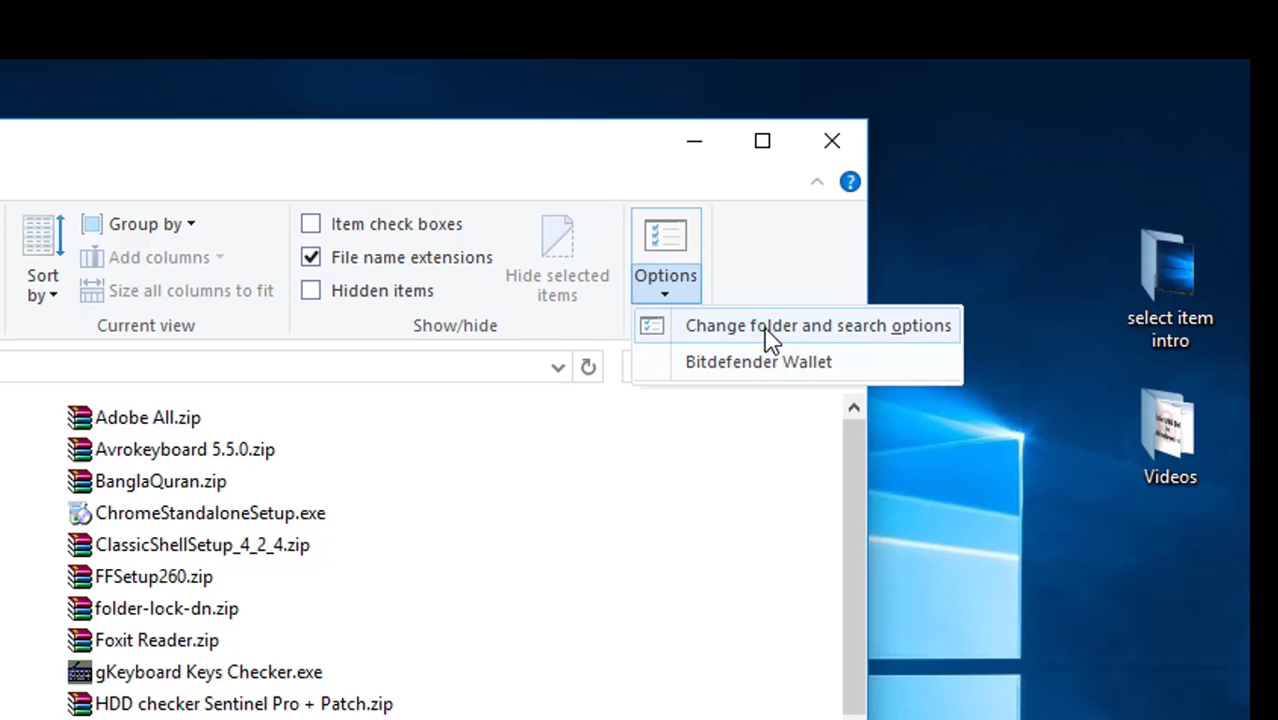 Group by
Item check boxes
Add columns
File name extensions
Sort by
Size all columns to fit
Hidden items
Hide selected items
Options
Current view
Show/hide
Change folder and search options
Bitdefender Wallet
Adobe All.zip
Avrokeyboard 5.5.0.zip
BanglaQuran.zip
ChromeStandaloneSetup.exe
ClassicShellSetup_4_2_4.zip
FFSetup260.zip
folder-lock-dn.zip
Foxit Reader.zip
gKeyboard Keys Checker.exe
HDD checker Sentinel Pro + Patch.zip
select item
intro
Videos